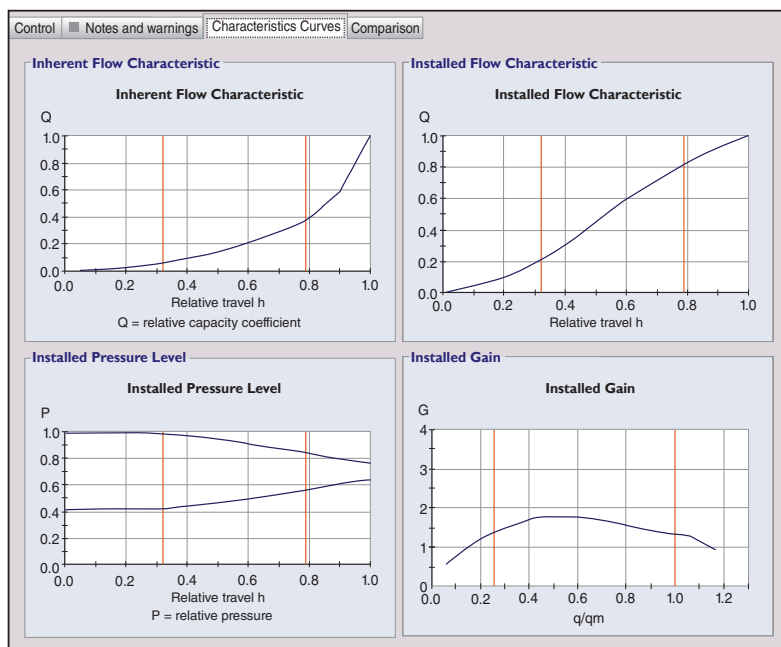 Control Notes and warnings Characteristics Curves Comparison
Inherent Flow Characteristic
Inherent Flow Characteristic
Q
1.0
0.8
0.6
0.4
0.2
0.0
0.0 0.2 0.4 0.6 0.8 1.0
Relative travel h
Q = relative capacity coefficient
Installed Flow Characteristic
Installed Flow Characteristic
Q
1.0
0.8
0.6
0.4
0.2
0.0
0.0 0.2 0.4 0.6 0.8 1.0
Relative travel h
Installed Pressure Level
Installed Pressure Level
P
1.0
0.8
0.6
0.4
0.2
0.0
0.0 0.2 0.4 0.6 0.8 1.0
Relative travel h
P = relative pressure
Installed Gain
Installed Gain
G
4
3
2
1
0
0.0 0.2 0.4 0.6 0.8 1.0 1.2
q/qm